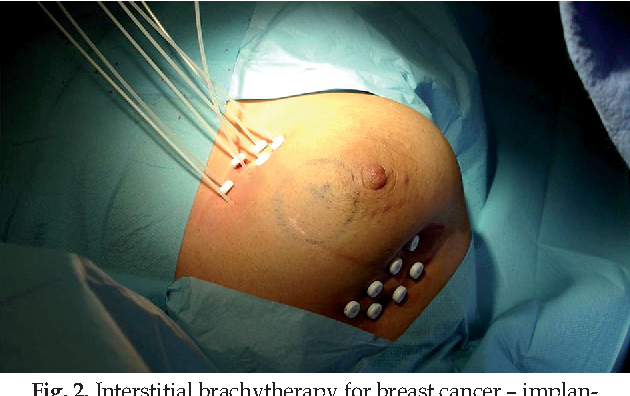 Fig. 2. Interstitial brachytherapy for breast cancer – implan-